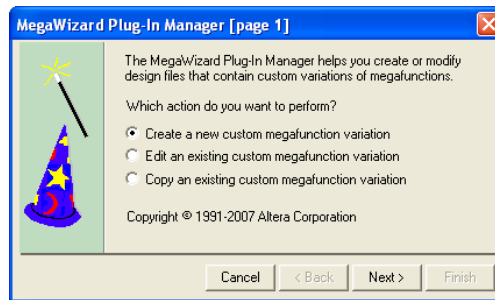 MegaWizard Plug-In Manager [page 1]
The MegaWizard Plug-In Manager helps you create or modify
design files that contain custom variations of megafunctions.
Which action do you want to perform?
Create a new custom megafunction variation
Edit an existing custom megafunction variation
Copy an existing custom megafunction variation
Copyright © 1991-2007 Altera Corporation
Cancel < Back Next > Finish